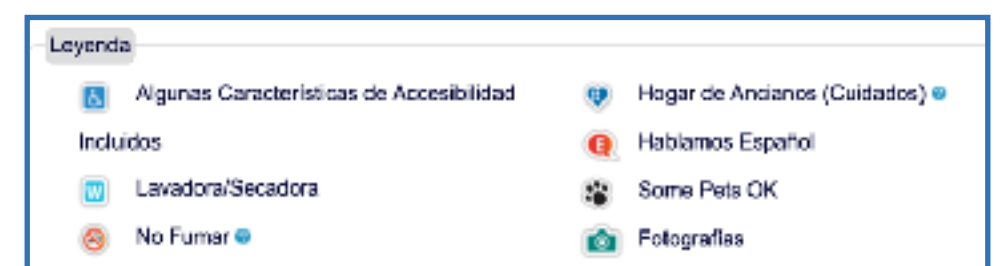 Leyenda
Algunas Características de Accesibilidad
Incluidos
W Lavadora/Secadora
No Fumar
Hogar de Ancianos (Cuidados)
E Hablamos Español
Some Pets OK
Fotografías